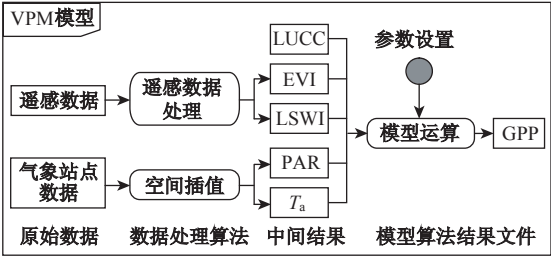 VPM模型
LUCC
参数设置
遥感数据
遥感数据
处理
EVI
LSWI
模型运算
GPP
气象站点
数据
空间插值
PAR
Ta
原始数据
数据处理算法
中间结果
模型算法结果文件